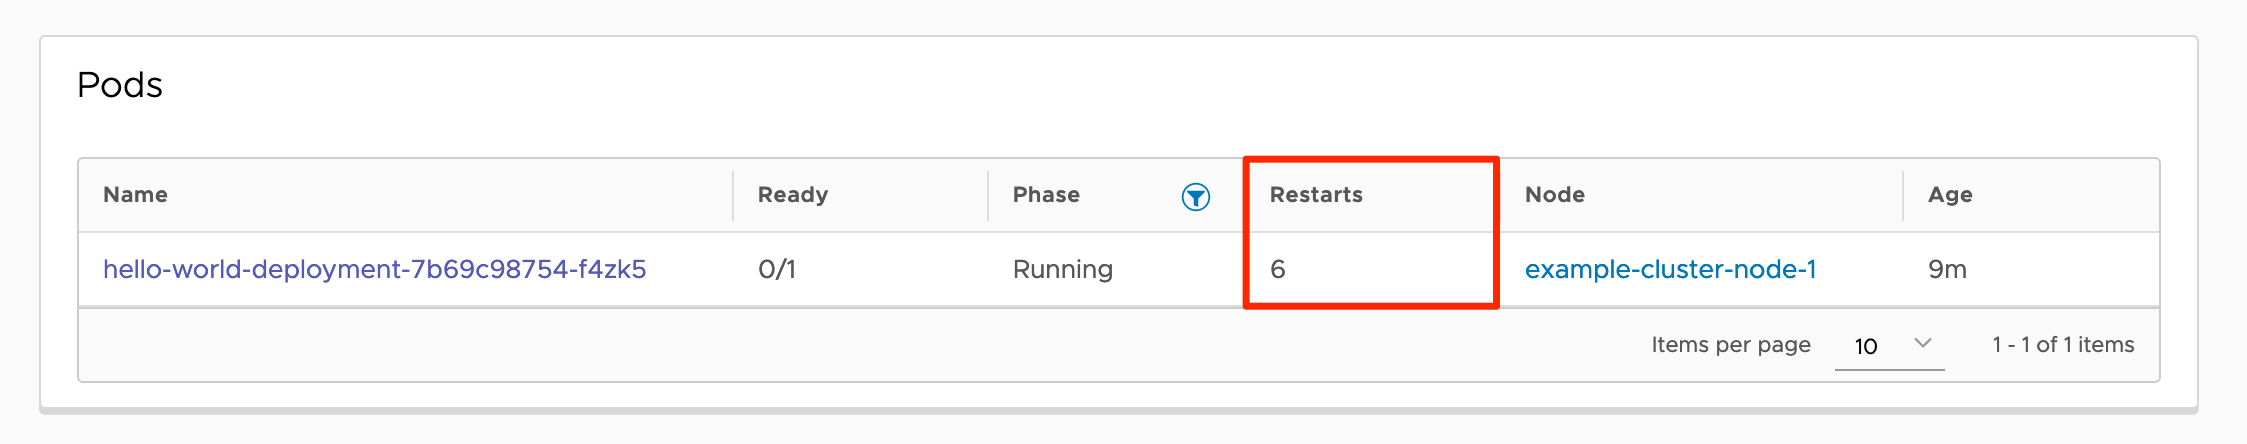 Pods
Name Ready Phase Restarts Node Age
hello-world-deployment-7b69c98754-f4zk5 0/1 Running 6 example-cluster-node-1 9m
Items per page 10 1 - 1 of 1 items